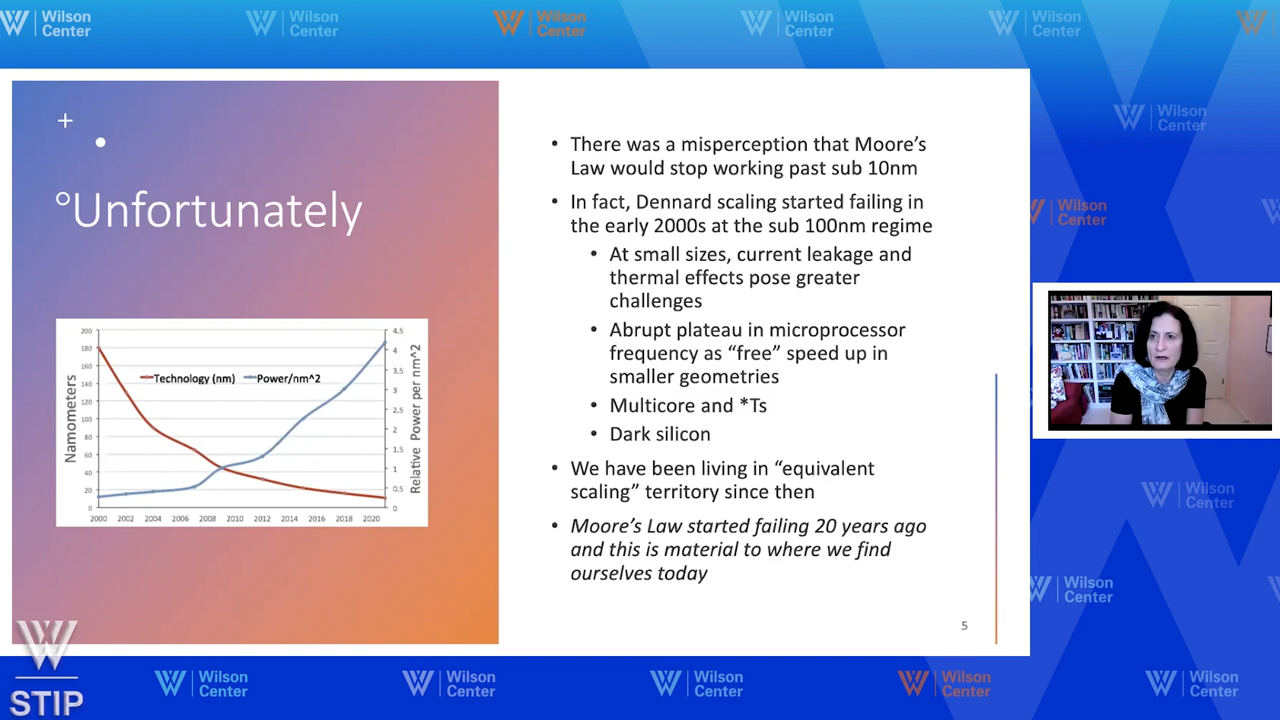 Wilson
Center
Wilson
Center
Wilson
Center
Wilson
Center
Wilson
Center
+
°Unfortunately
• There was a misperception that Moore's
Law would stop working past sub 10nm
• In fact, Dennard scaling started failing in
the early 2000s at the sub 100nm regime
• At small sizes, current leakage and
thermal effects pose greater
challenges
• Abrupt plateau in microprocessor
frequency as “free” speed up in
smaller geometries
• Multicore and *Ts
• Dark silicon
• We have been living in “equivalent
scaling” territory since then
• Moore's Law started failing 20 years ago
and this is material to where we find
ourselves today
5
Namometers
200
180
160
140
120
100
80
60
40
20
0
Technology (nm) Power/nm^2
4.5
4
3.5
3
2.5
2
1.5
1
0.5
0
Relative Power per nm^2
2000 2002 2004 2006 2008 2010 2012 2014 2016 2018 2020
Wilson
Center
Wilson
Center
Wilson
Center
Wilson
Center
STIP
Wilson
Center
Wilson
Center
Wilson
Center
Wilson
Center
Wilson
Center